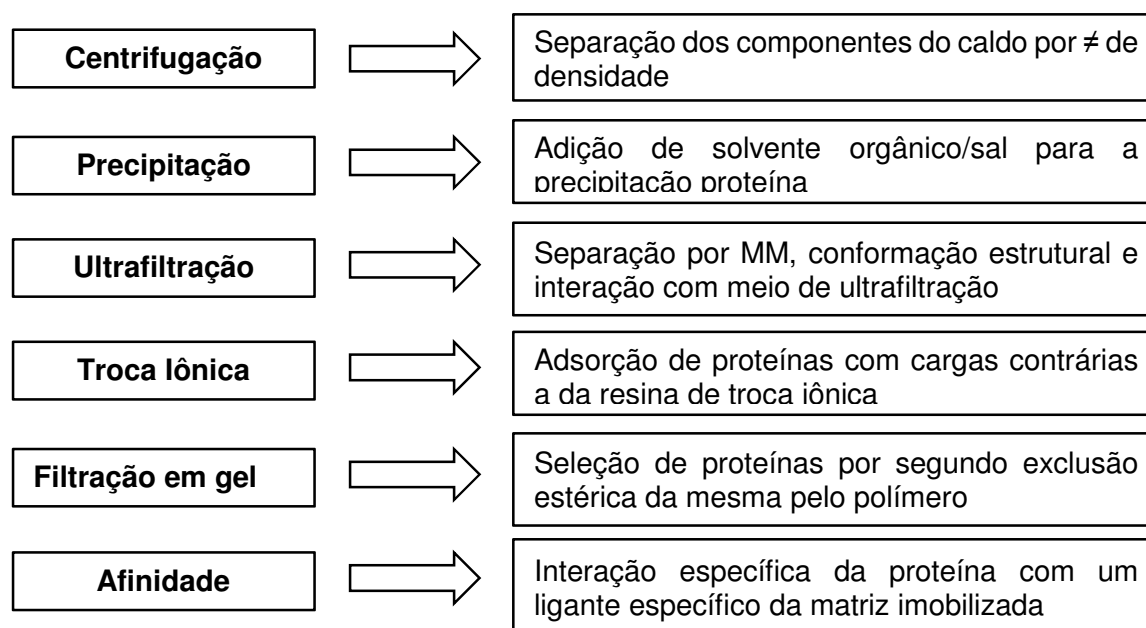 Centrifugação
Separação dos componentes do caldo por ≠ de
densidade
Precipitação
Adição de solvente orgânico/sal para a
precipitação proteína
Ultrafiltração
Separação por MM, conformação estrutural e
interação com meio de ultrafiltração
Troca Iônica
Adsorção de proteínas com cargas contrárias
a da resina de troca iônica
Filtração em gel
Seleção de proteínas por segundo exclusão
estérica da mesma pelo polímero
Afinidade
Interação específica da proteína com um
ligante específico da matriz imobilizada